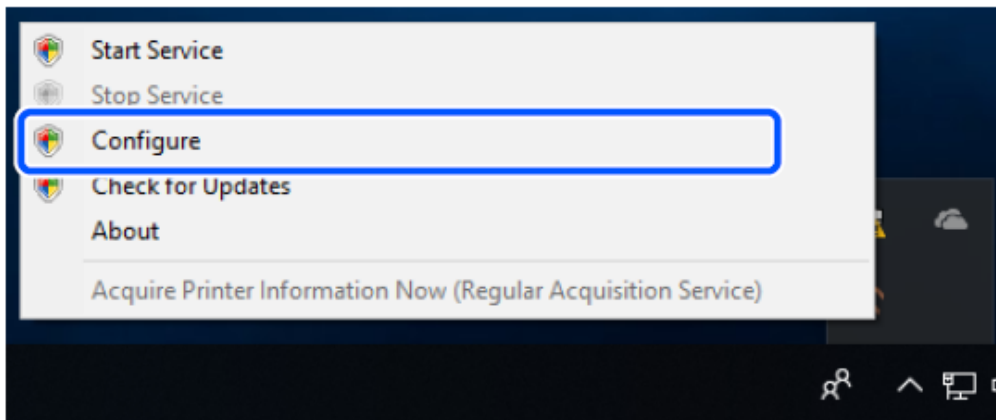 Start Service
Stop Service
Configure
Check for Updates
About
Acquire Printer Information Now (Regular Acquisition Service)